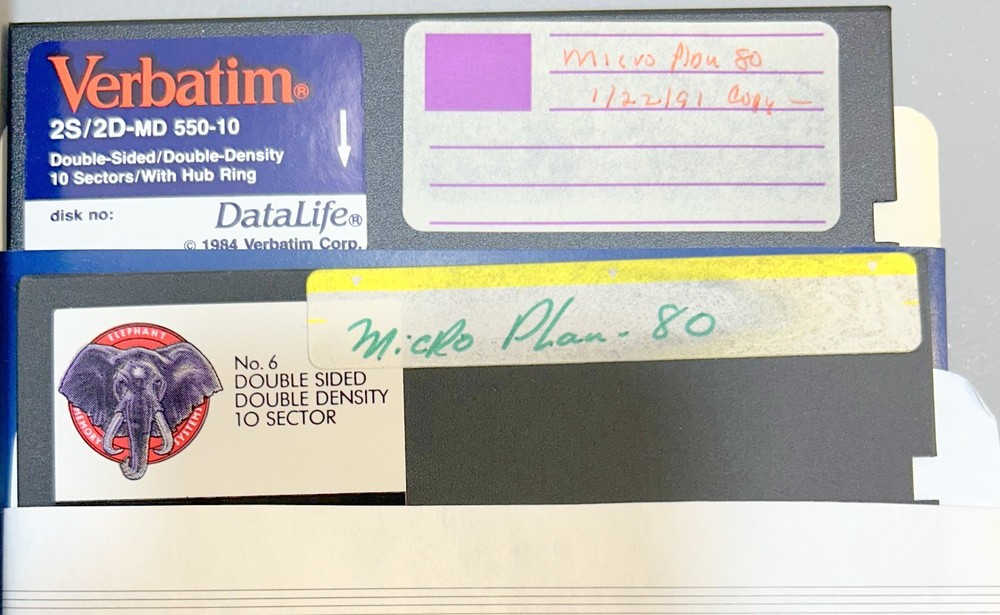 Verbatim®
2S/2D-MD 550-10
Double-Sided/Double-Density
10 Sectors/With Hub Ring
disk no:
DataLife®
© 1984 Verbatim Corp.
Micro Plan 80
1/22/91 Copy –
Micro Plan - 80
ELEPHANT
MEMORY
SYSTEMS
No. 6
DOUBLE SIDED
DOUBLE DENSITY
10 SECTOR